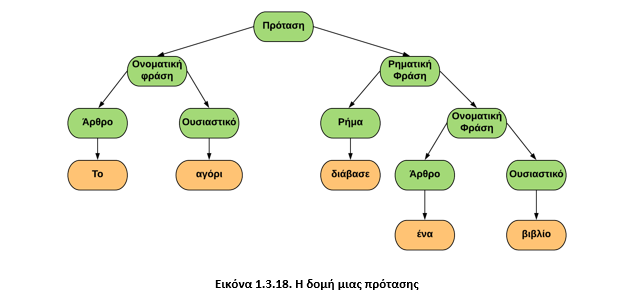 Πρόταση
Ονοματική
φράση
Ρηματική
Φράση
Άρθρο
Ουσιαστικό
Ρήμα
Ονοματική
Φράση
Το
αγόρι
διάβασε
Άρθρο
Ουσιαστικό
ένα
βιβλίο
Εικόνα 1.3.18. Η δομή μιας πρότασης